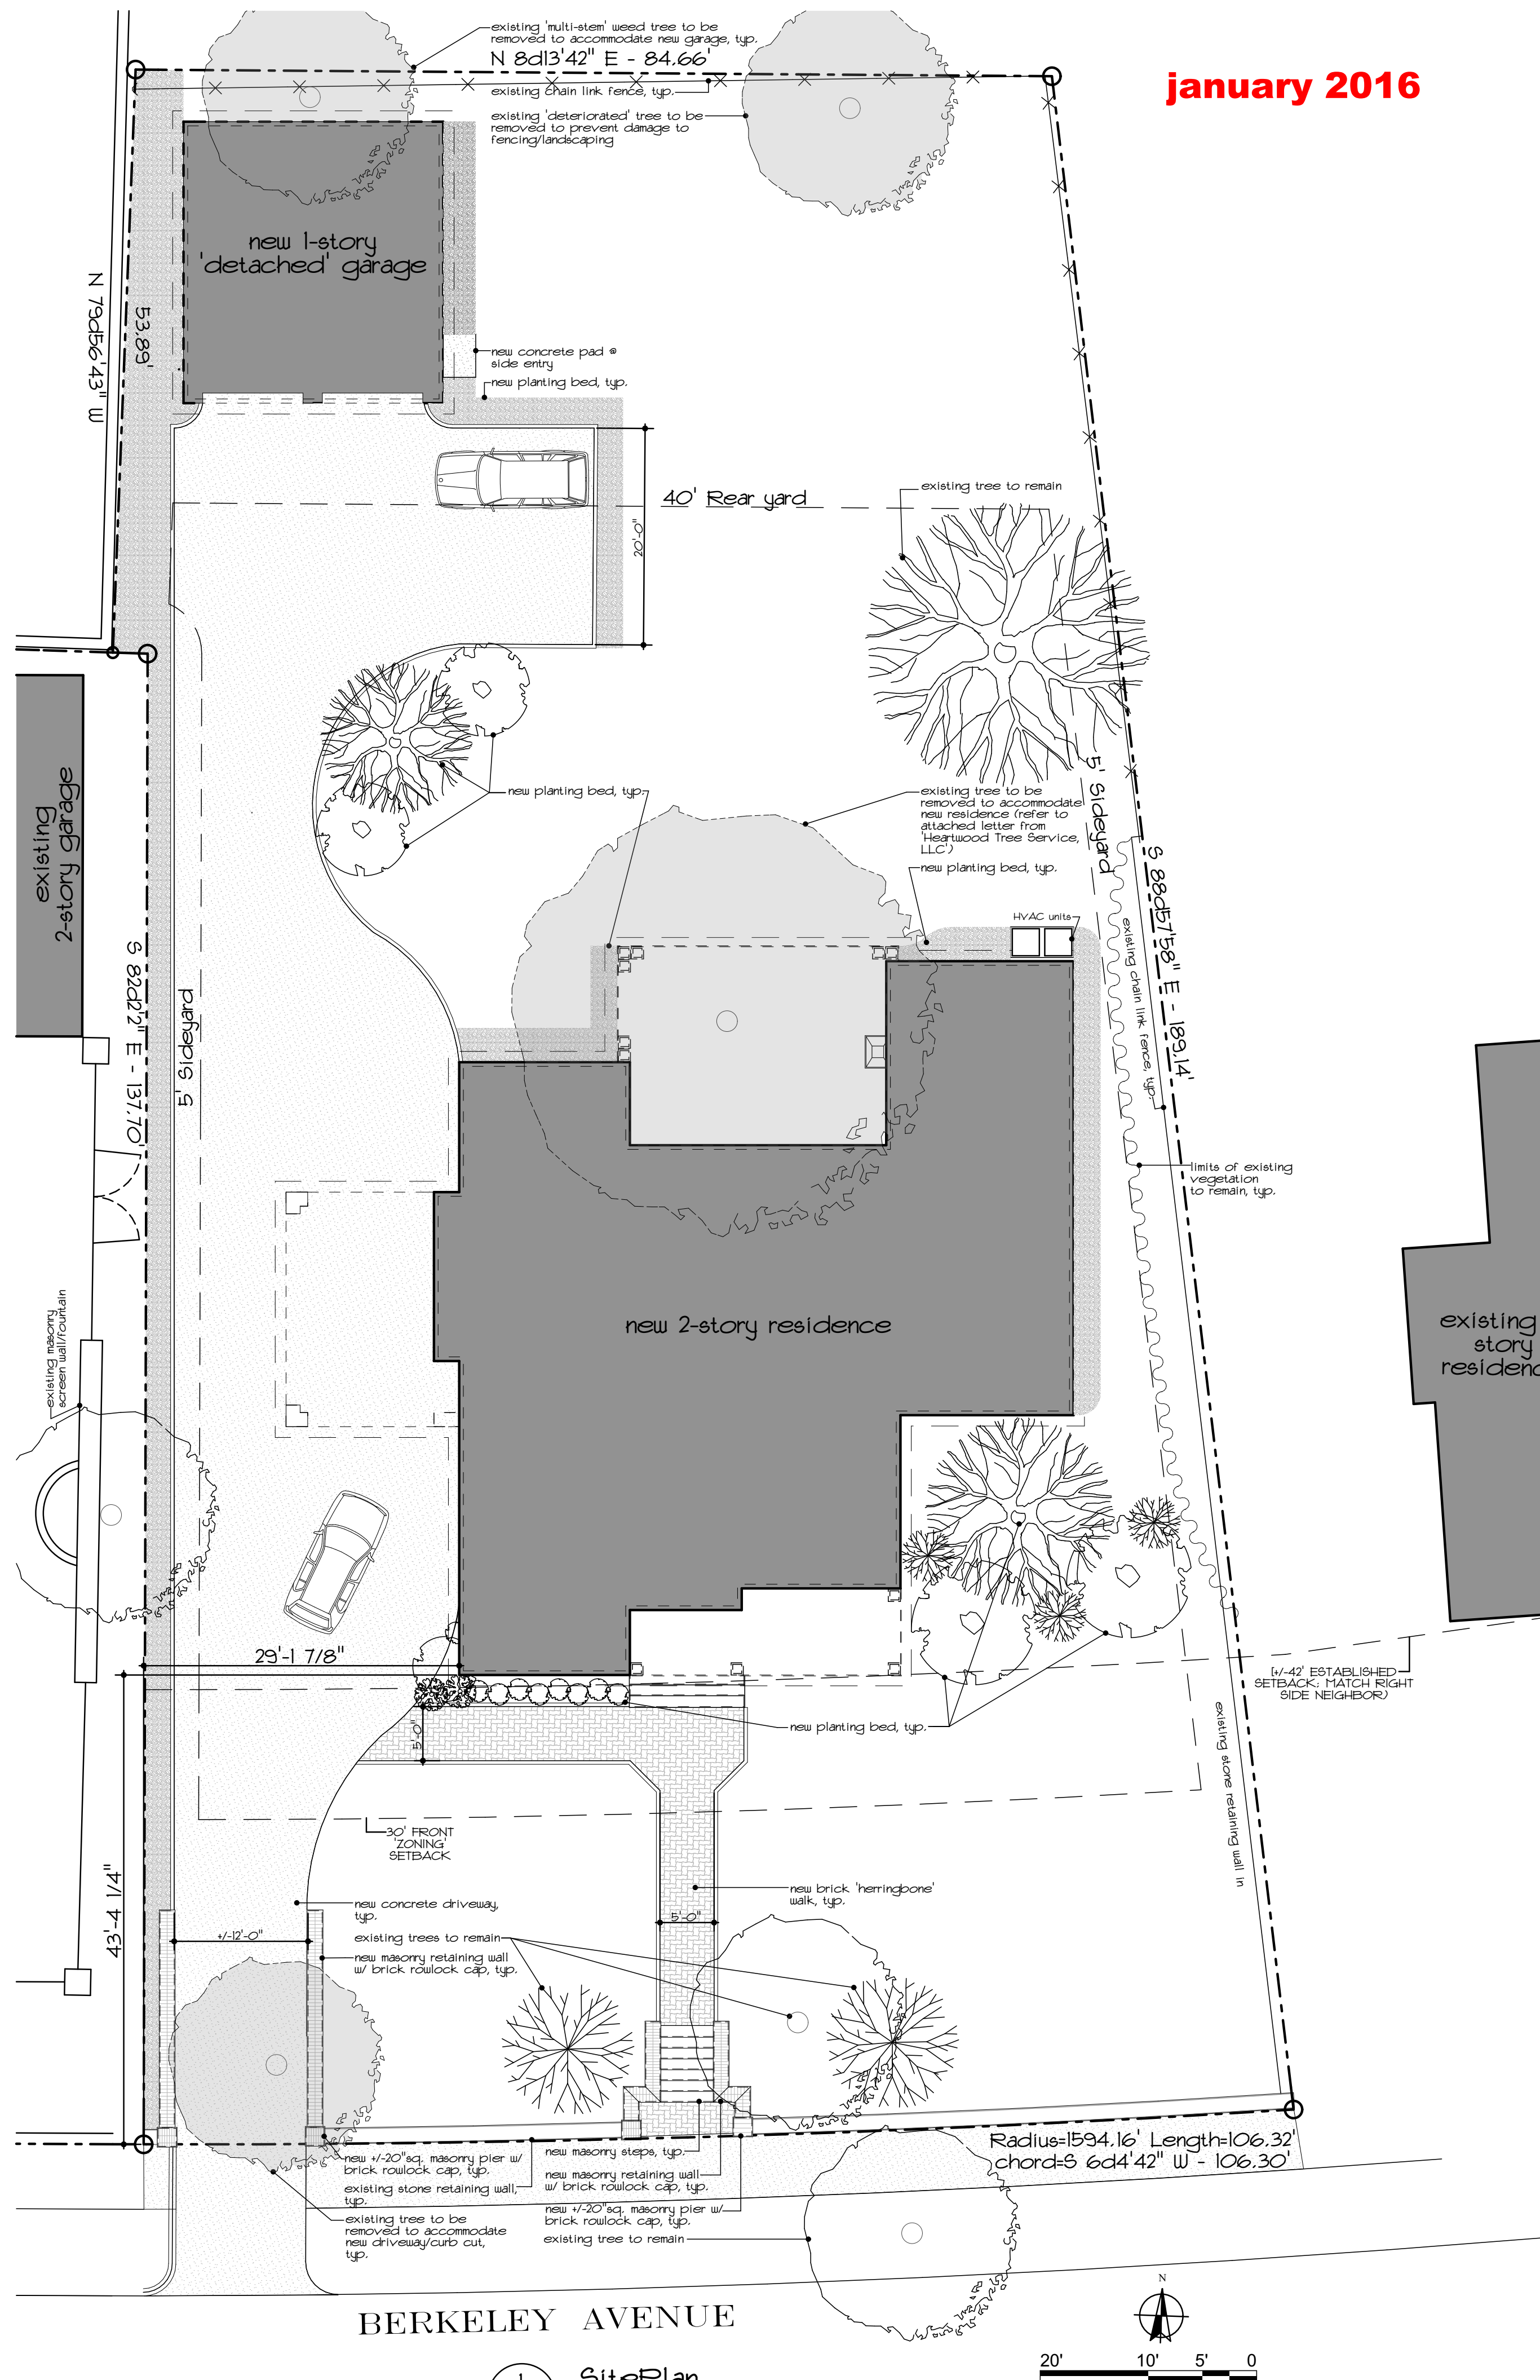 january 2016
existing 'multi-stem' weed tree to be
removed to accommodate new garage, typ.
N 8d13'42" E - 84.66'
existing chain link fence, typ.
existing 'deteriorated' tree to be
removed to prevent damage to
fencing/landscaping
new 1-story
'detached' garage
N 79d56'43" W
53.89'
new concrete pad @
side entry
new planting bed, typ.
40' Rear yard
20'-0"
existing tree to remain
existing
2-story garage
new planting bed, typ.
existing tree to be
removed to accommodate
new residence (refer to
attached letter from
'Heartwood Tree Service,
LLC')
new planting bed, typ.
HVAC units
5' Sideyard
S 88d57'58" E - 189.14'
existing chain link fence, typ.
S 82d2'2" E - 137.70'
5' Sideyard
limits of existing
vegetation
to remain, typ.
existing masonry
screen wall/fountain
new 2-story residence
existing
story
residenc
29'-1 7/8"
[+/-42' ESTABLISHED
SETBACK; MATCH RIGHT
SIDE NEIGHBOR)
5'-0"
new planting bed, typ.
existing stone retaining wall in
30' FRONT
'ZONING'
SETBACK
43'-4 1/4"
new concrete driveway,
typ.
new brick 'herringbone'
walk, typ.
5'-0"
+/-12'-0"
existing trees to remain
new masonry retaining wall
w/ brick rowlock cap, typ.
Radius=1594.16' Length=106.32'
chord=S 6d4'42" W - 106.30'
new +/-20"sq. masonry pier w/
brick rowlock cap, typ.
new masonry steps, typ.
existing stone retaining wall,
typ.
new masonry retaining wall
w/ brick rowlock cap, typ.
existing tree to be
removed to accommodate
new driveway/curb cut,
typ.
new +/-20"sq. masonry pier w/
brick rowlock cap, typ.
existing tree to remain
BERKELEY AVENUE
N
1
SitePlan
20' 10' 5' 0